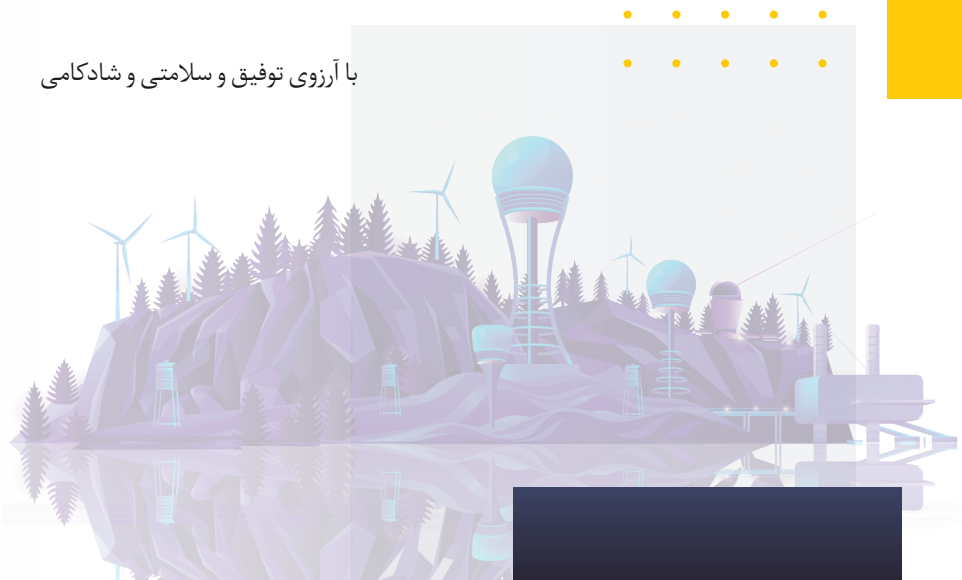 با آرزوی توفیق و سلامتی و شادکامی